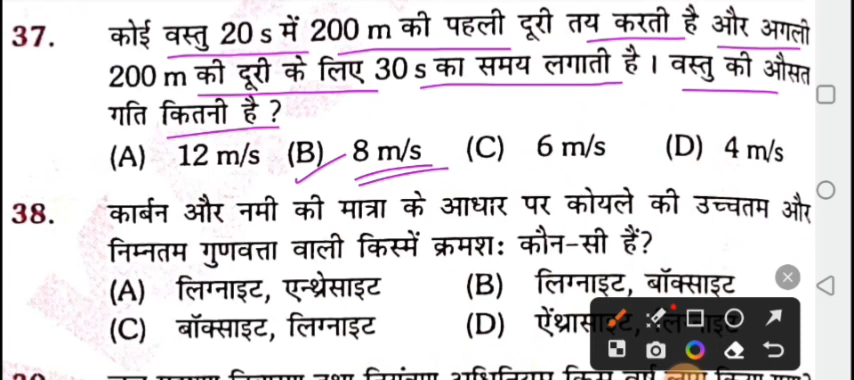 37. कोई वस्तु 20 s में 200 m की पहली दूरी तय करती है और अगली
200 m की दूरी के लिए 30 s का समय लगाती है । वस्तु की औसत
गति कितनी है ?
(A) 12 m/s (B) 8 m/s (C) 6 m/s (D) 4 m/s
38. कार्बन और नमी की मात्रा के आधार पर कोयले की उच्चतम और
निम्नतम गुणवत्ता वाली किस्में क्रमशः कौन-सी हैं?
(A) लिग्नाइट, एन्थ्रेसाइट (B) लिग्नाइट, बॉक्साइट
(C) बॉक्साइट, लिग्नाइट (D)